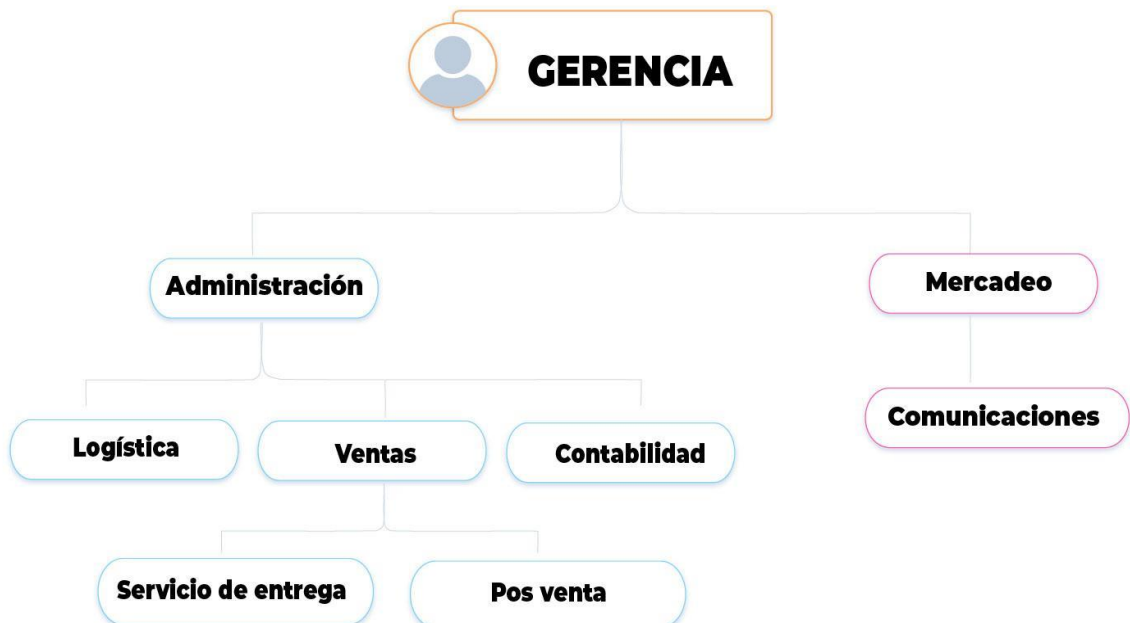 GERENCIA
Administración
Mercadeo
Comunicaciones
Logística
Ventas
Contabilidad
Servicio de entrega
Pos venta